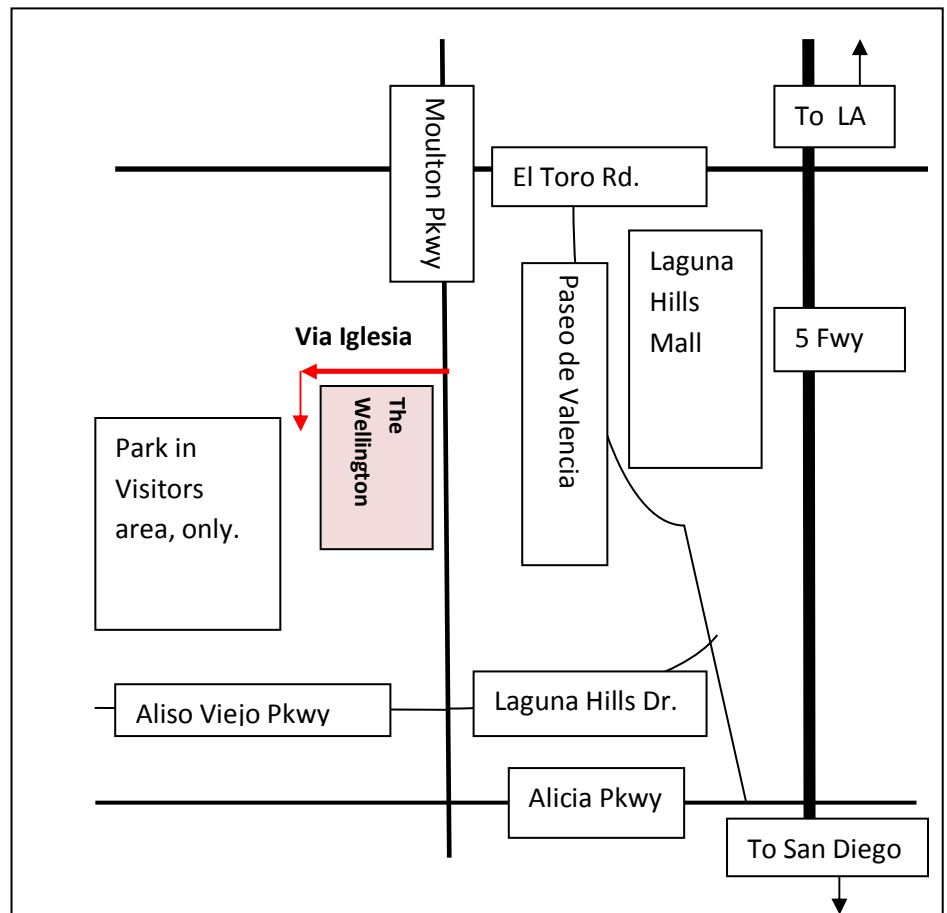 To LA
Moulton Pkwy
El Toro Rd.
Laguna
Hills
Mall
Paseo de Valencia
5 Fwy
Via Iglesia
The
Wellington
Park in
Visitors
area, only.
Aliso Viejo Pkwy
Laguna Hills Dr.
Alicia Pkwy
To San Diego